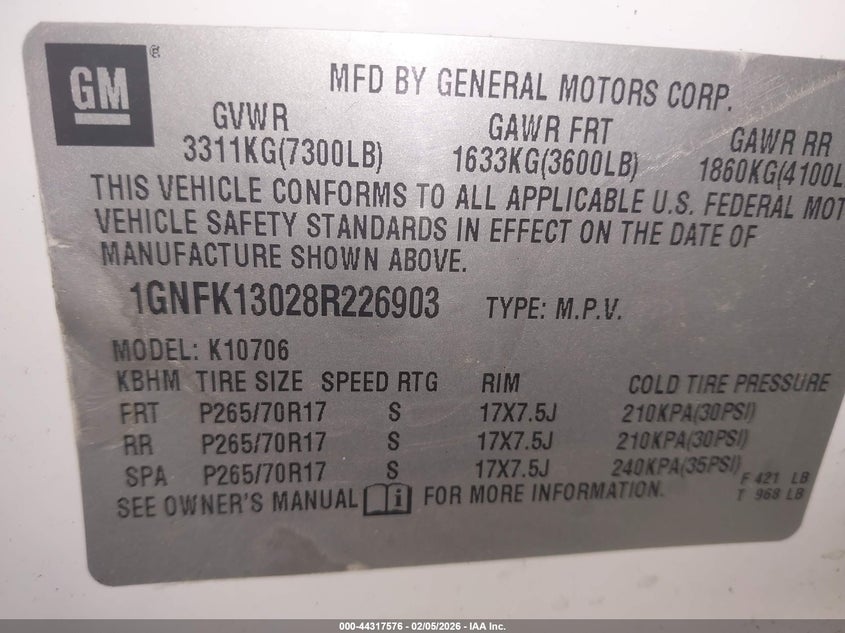 GM ®
MFD BY GENERAL MOTORS CORP.
GVWR GAWR FRT GAWR RR
3311KG(7300LB) 1633KG(3600LB) 1860KG(4100L
THIS VEHICLE CONFORMS TO ALL APPLICABLE U.S. FEDERAL MOT
VEHICLE SAFETY STANDARDS IN EFFECT ON THE DATE OF
MANUFACTURE SHOWN ABOVE.
1GNFK13028R226903 TYPE: M.P.V.
MODEL: K10706
KBHM TIRE SIZE SPEED RTG RIM COLD TIRE PRESSURE
FRT P265/70R17 S 17X7.5J 210KPA(30PSI)
RR P265/70R17 S 17X7.5J 210KPA(30PSI)
SPA P265/70R17 S 17X7.5J 240KPA(35PSI)
F 421 LB
T 968 LB
SEE OWNER'S MANUAL i FOR MORE INFORMATION.
000-44317576 - 02/05/2026 - IAA Inc.